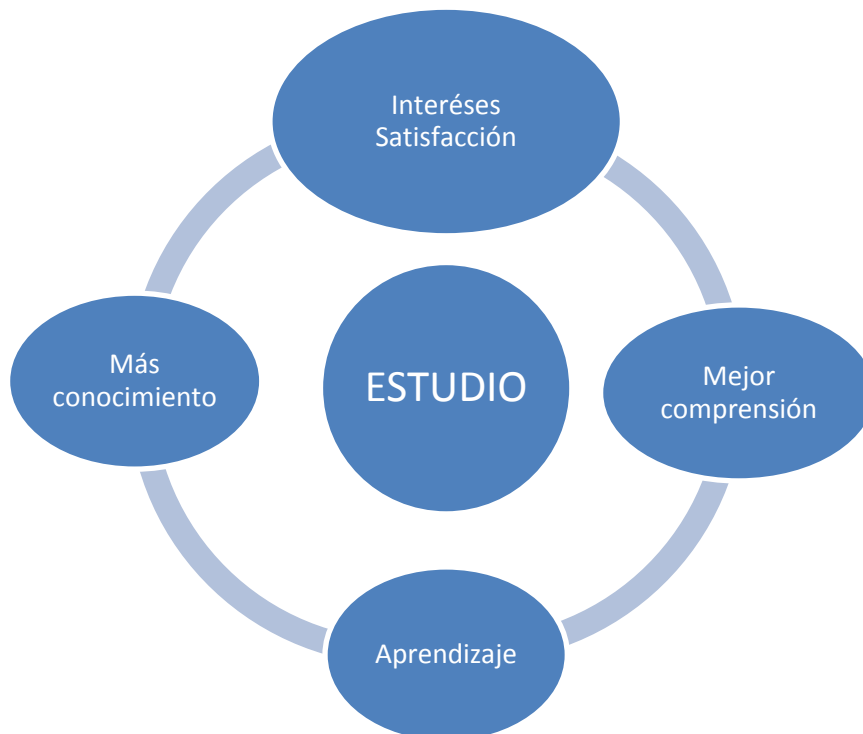 Interéses
Satisfacción
Más
conocimiento
ESTUDIO
Mejor
comprensión
Aprendizaje